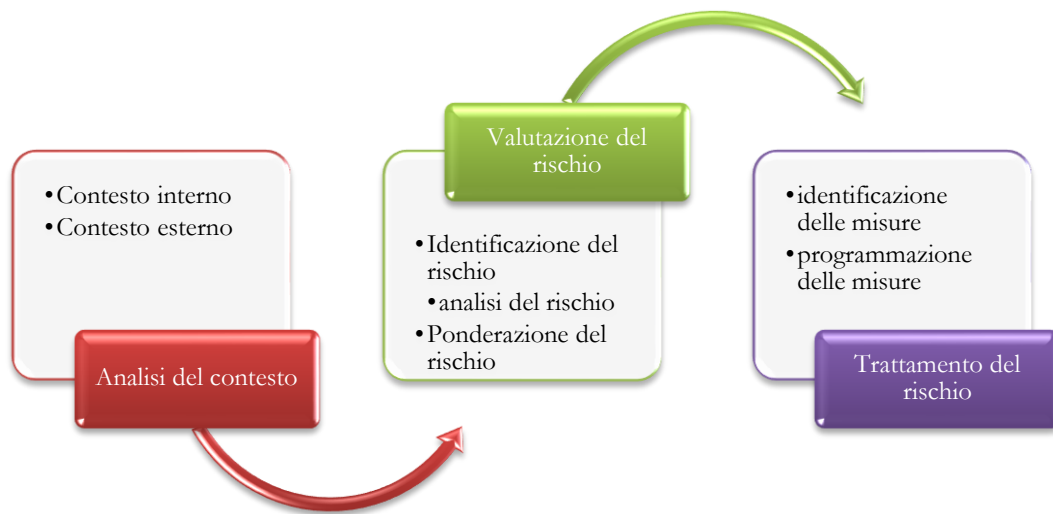 •Contesto interno
•Contesto esterno
Analisi del contesto
Valutazione del
rischio
•Identificazione del
rischio
•analisi del rischio
•Ponderazione del
rischio
•identificazione
delle misure
•programmazione
delle misure
Trattamento del
rischio